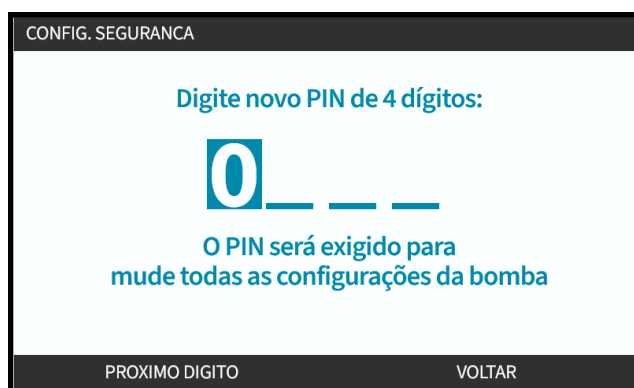 CONFIG. SEGURANCA
Digite novo PIN de 4 dígitos:
0_ _ _
O PIN será exigido para
mude todas as configurações da bomba
PROXIMO DIGITO VOLTAR